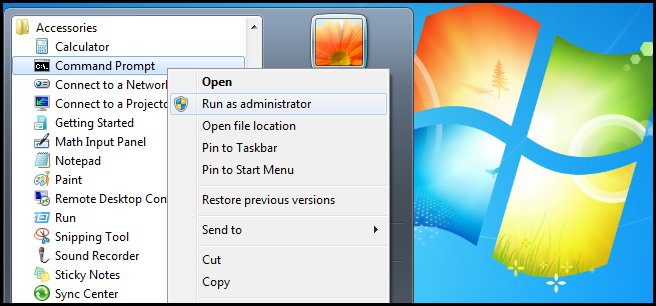 Accessories
Calculator
Command Prompt
Connect to a Network
Connect to a Projecto
Getting Started
Math Input Panel
Notepad
Paint
Remote Desktop Con
Run
Snipping Tool
Sound Recorder
Sticky Notes
Sync Center
Open
Run as administrator
Open file location
Pin to Taskbar
Pin to Start Menu
Restore previous versions
Send to
Cut
Copy